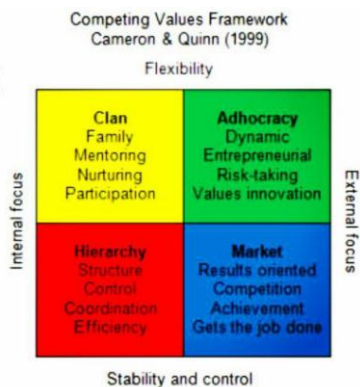 Competing Values Framework
Cameron & Quinn (1999)
Flexibility
Internal focus
Clan
Family
Mentoring
Nurturing
Participation
Adhocracy
Dynamic
Entrepreneurial
Risk-taking
Values innovation
External focus
Hierarchy
Structure
Control
Coordination
Efficiency
Market
Results oriented
Competition
Achievement
Gets the job done
Stability and control